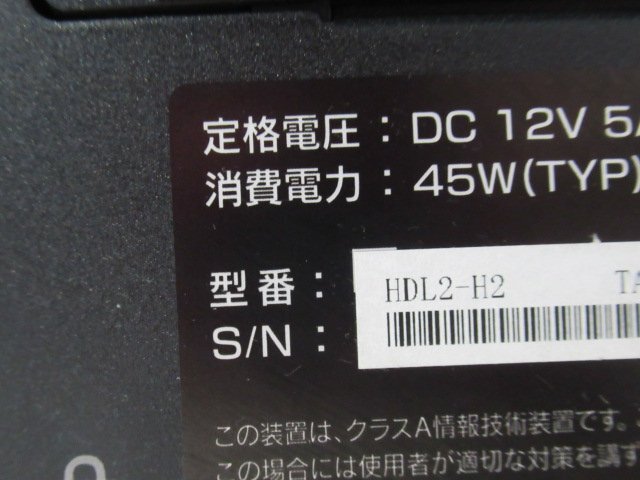 定格電圧：DC 12V 5A
消費電力：45W(TYP)
型番： HDL2-H2 TA
S/N：
この装置は、クラスA情報技術装置です。
この場合には使用者が適切な対策を講ず